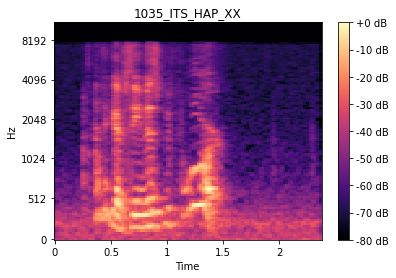 1035_ITS_HAP_XX
+0 dB
8192
-10 dB
4096
-20 dB
-30 dB
2048
Hz
-40 dB
1024
-50 dB
512
-60 dB
-70 dB
0
-80 dB
0 0.5 1 1.5 2
Time